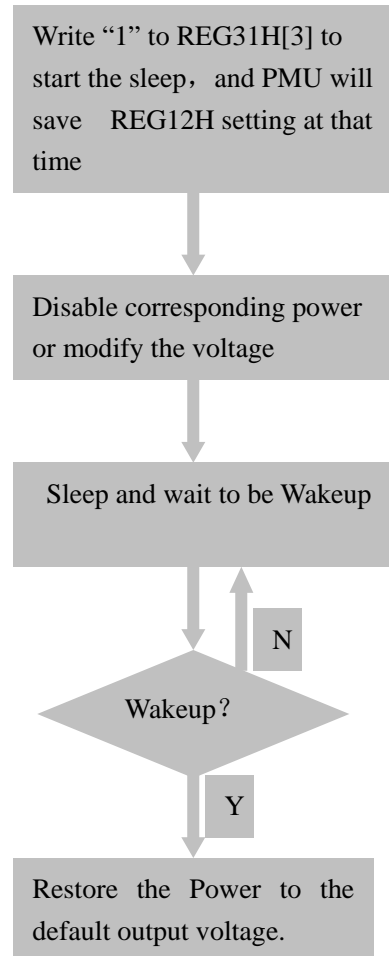 Write “1” to REG31H[3] to
start the sleep，and PMU will
save REG12H setting at that
time
Disable corresponding power
or modify the voltage
Sleep and wait to be Wakeup
N
Wakeup？
Y
Restore the Power to the
default output voltage.